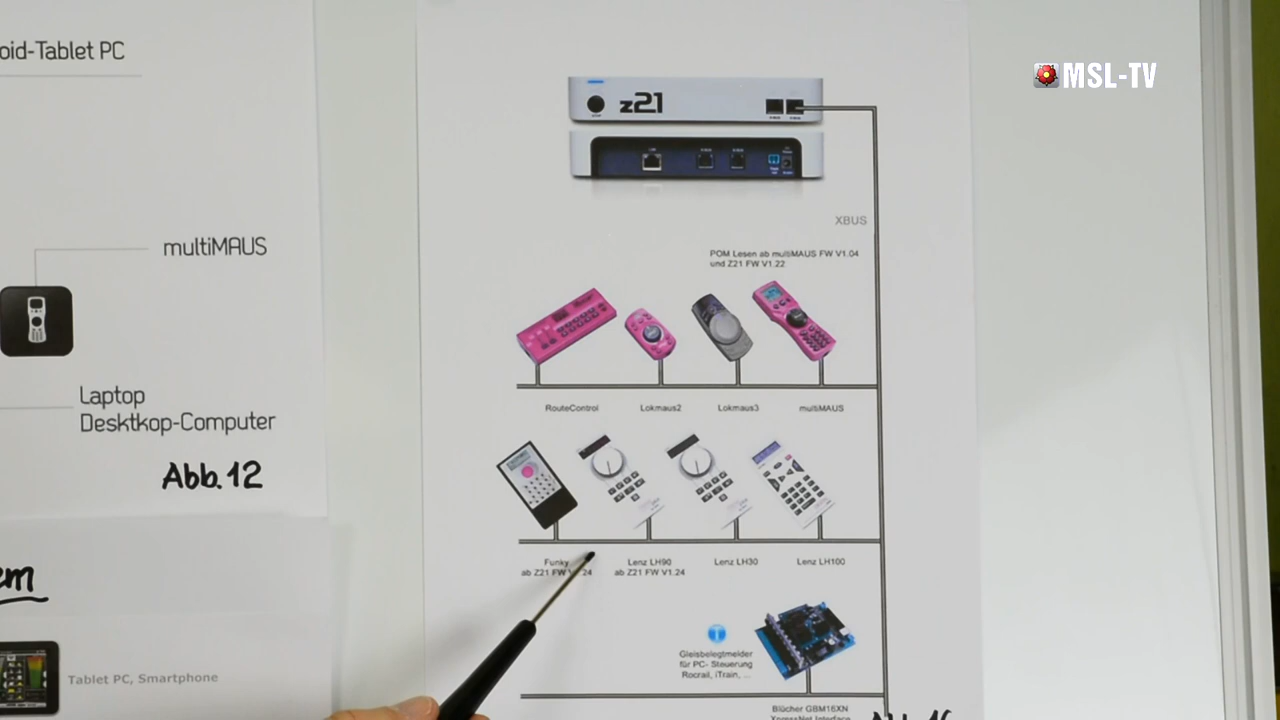 oid-Tablet PC
multiMAUS
Laptop
Desktkop-Computer
Abb.12
em
Tablet PC, Smartphone
MSL-TV
z21
XBUS
POM Lesen ab multiMAUS FW V1.04
und Z21 FW V1.22
RouteControl
Lokmaus2
Lokmaus3
multiMAUS
Funky
ab Z21 FW V1.24
Lenz LH90
ab Z21 FW V1.24
Lenz LH30
Lenz LH100
Gleisbelegtmelder
für PC- Steuerung
Rocrail, iTrain, ...
Blücher GBM16XN
XpressNet Interface